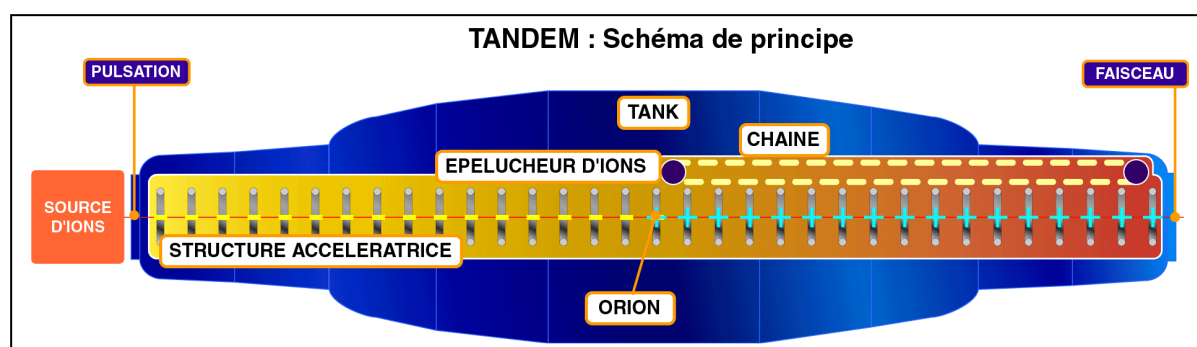 TANDEM : Schéma de principe
PULSATION
FAISCEAU
TANK
CHAINE
EPELUCHEUR D'IONS
SOURCE
D'IONS
STRUCTURE ACCELERATRICE
ORION